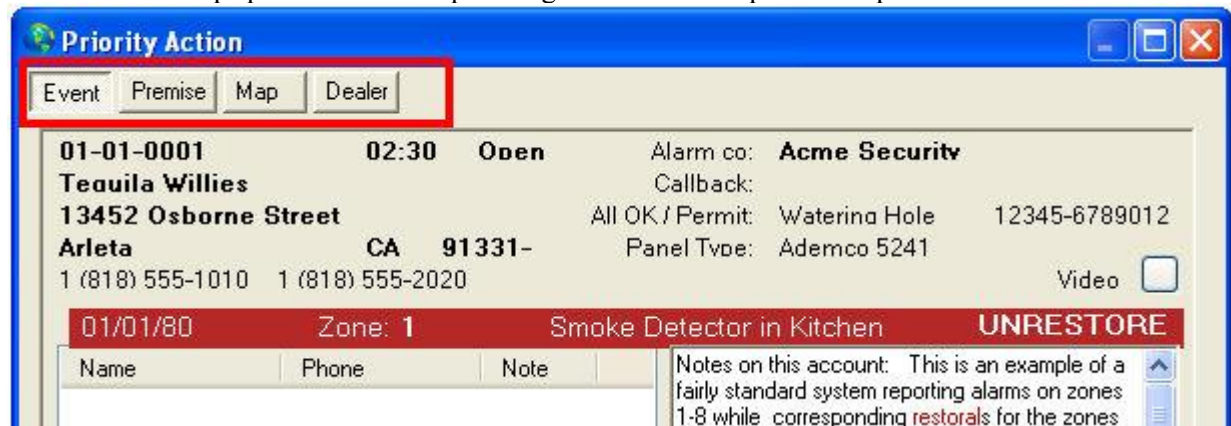 Priority Action
Event Premise Map Dealer
01-01-0001 02:30 Open Alarm co: Acme Security
Tequila Willies Callback:
13452 Osborne Street All OK / Permit: Watering Hole 12345-6789012
Arleta CA 91331- Panel Type: Ademco 5241
1 (818) 555-1010 1 (818) 555-2020 Video
01/01/80 Zone: 1 Smoke Detector in Kitchen UNRESTORE
Name Phone Note
Notes on this account: This is an example of a
fairly standard system reporting alarms on zones
1-8 while corresponding restorals for the zones